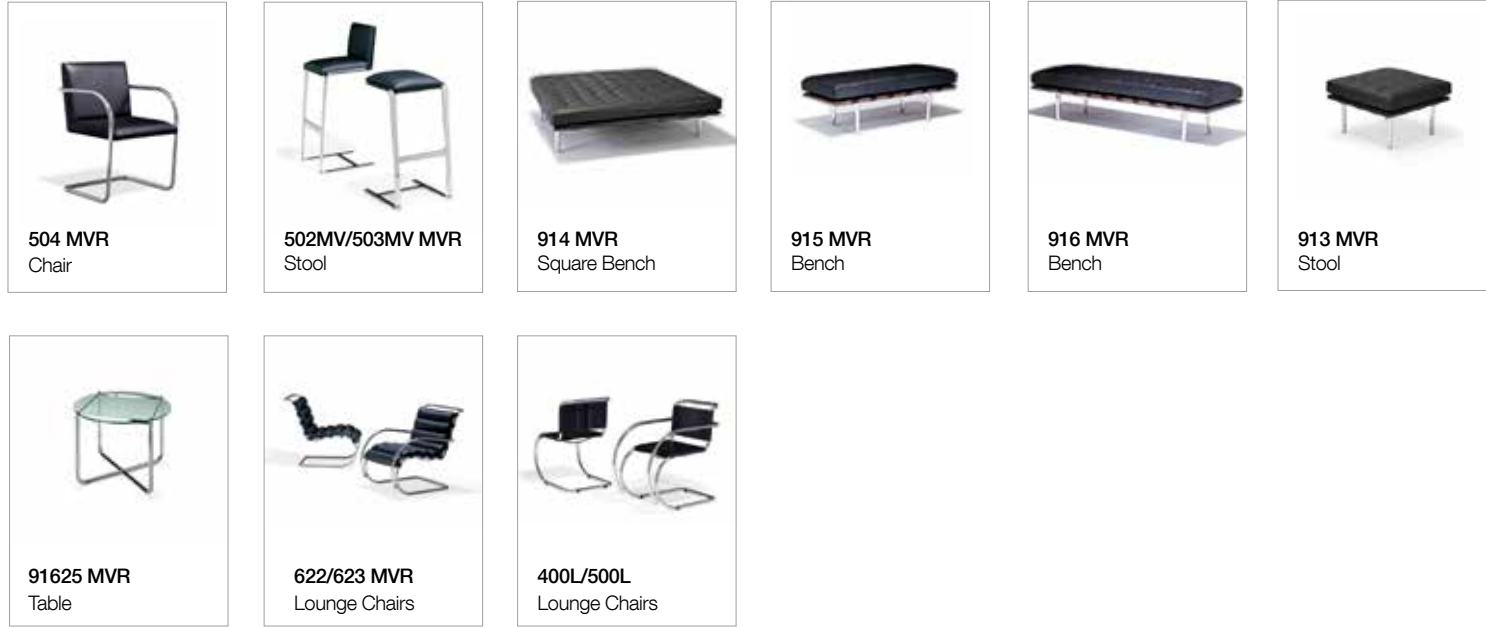 504 MVR
Chair
502MV/503MV MVR
Stool
914 MVR
Square Bench
915 MVR
Bench
916 MVR
Bench
913 MVR
Stool
91625 MVR
Table
622/623 MVR
Lounge Chairs
400L/500L
Lounge Chairs